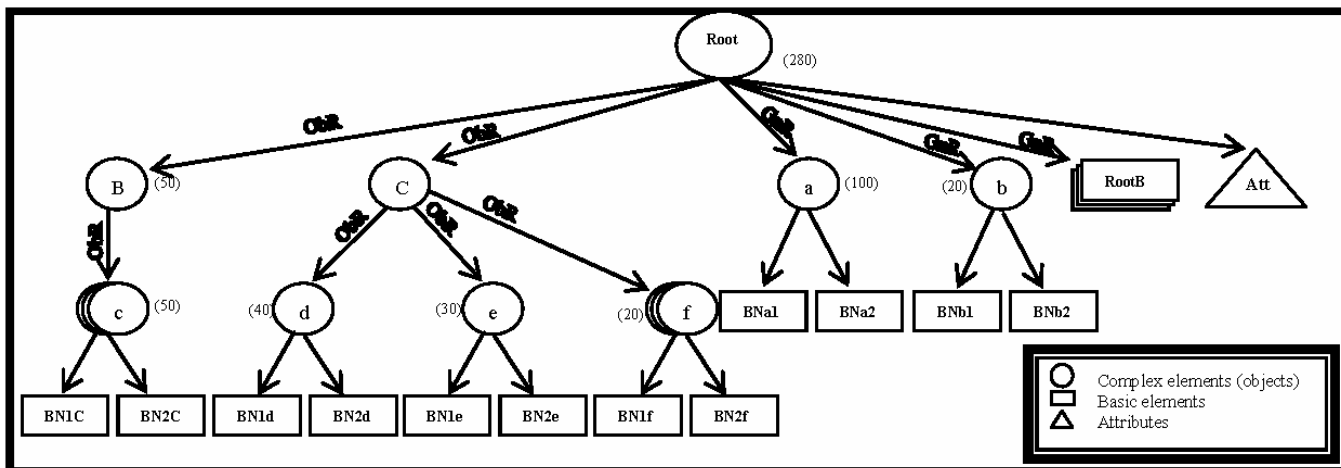 Root
(280)
ObR
ObR
GnR
GnR
GnR
B
(50)
C
a
(100)
(20)
b
RootB
Att
ObR
ObR
ObR
ObR
c
(50)
(40)
d
(30)
e
(20)
f
BNa1
BNa2
BNb1
BNb2
BN1C
BN2C
BN1d
BN2d
BN1e
BN2e
BN1f
BN2f
Complex elements (objects)
Basic elements
Attributes